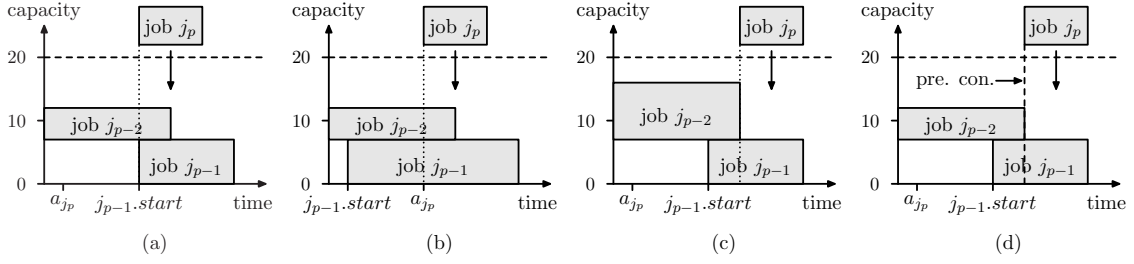 capacity capacity capacity capacity
job j_p job j_p job j_p job j_p
20 20 20 20
pre. con.
job j_{p−2} job j_{p−2} job j_{p−2} job j_{p−2}
10 10 10 10
job j_{p−1} job j_{p−1} job j_{p−1} job j_{p−1}
0 0 0 0
a_{j_p} j_{p−1}.start time j_{p−1}.start a_{j_p} time a_{j_p} j_{p−1}.start time a_{j_p} j_{p−1}.start time
(a) (b) (c) (d)